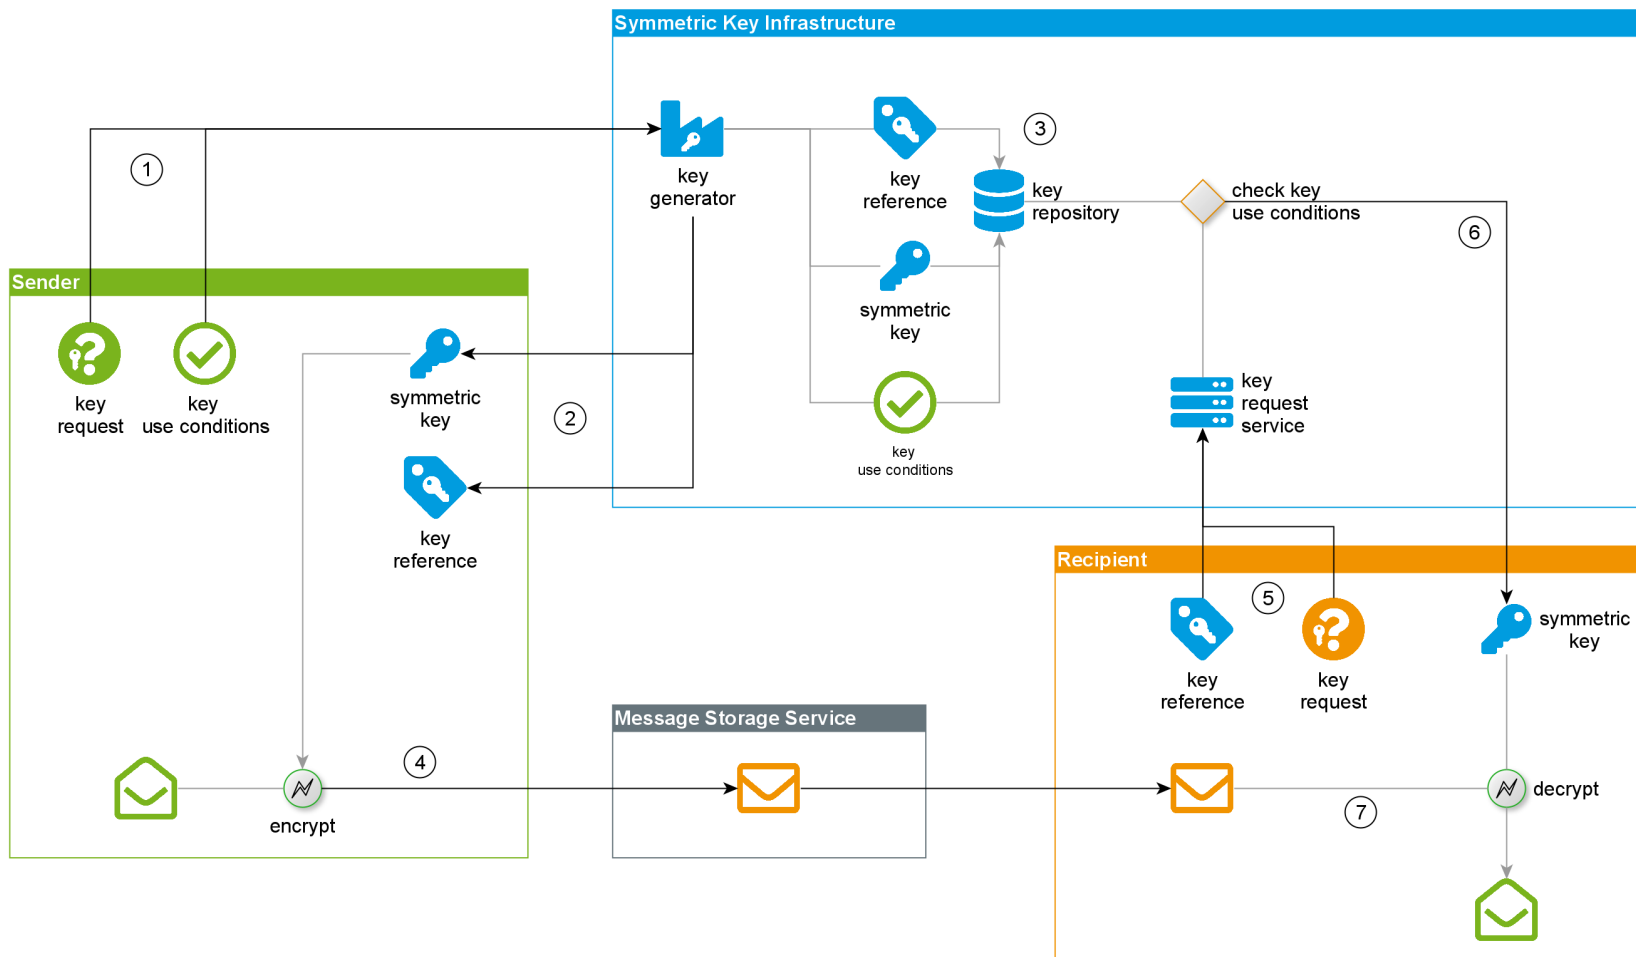 Symmetric Key Infrastructure
3
1
key
generator
key
reference
key
repository
check key
use conditions
6
Sender
symmetric
key
key
request
key
use conditions
symmetric
key
2
key
request
service
key
use conditions
key
reference
Recipient
5
symmetric
key
key
reference
key
request
Message Storage Service
4
encrypt
decrypt
7